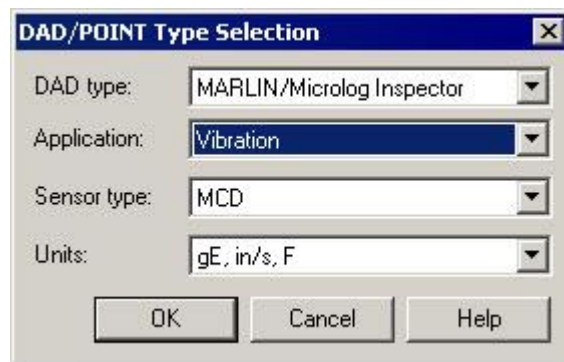 DAD/POINT Type Selection
DAD type: MARLIN/Microlog Inspector
Application: Vibration
Sensor type: MCD
Units: gE, in/s, F
OK Cancel Help